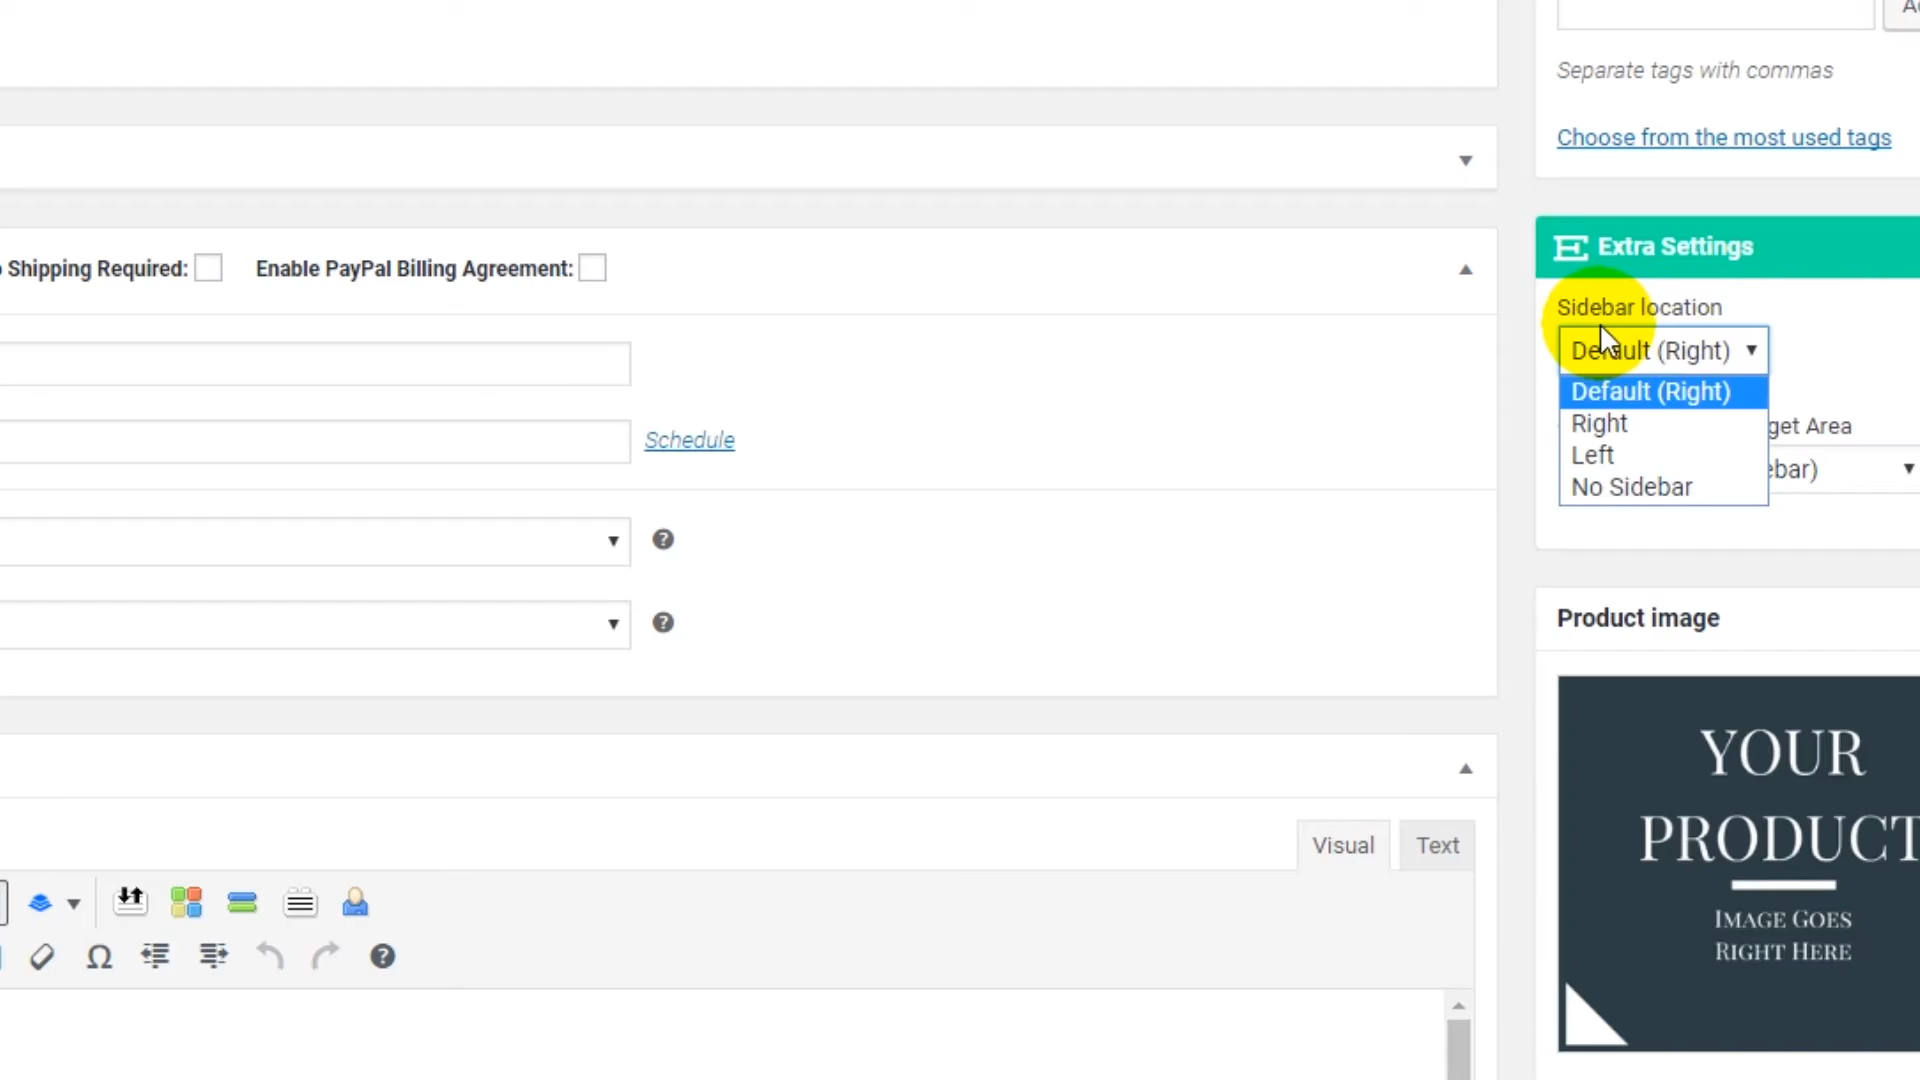 Separate tags with commas
Choose from the most used tags
Shipping Required: Enable PayPal Billing Agreement:
Schedule
Extra Settings
Sidebar location
Default (Right)
Default (Right)
Right
Left
No Sidebar
get Area
ebar)
Product image
YOUR
PRODUCT
IMAGE GOES
RIGHT HERE
Visual Text